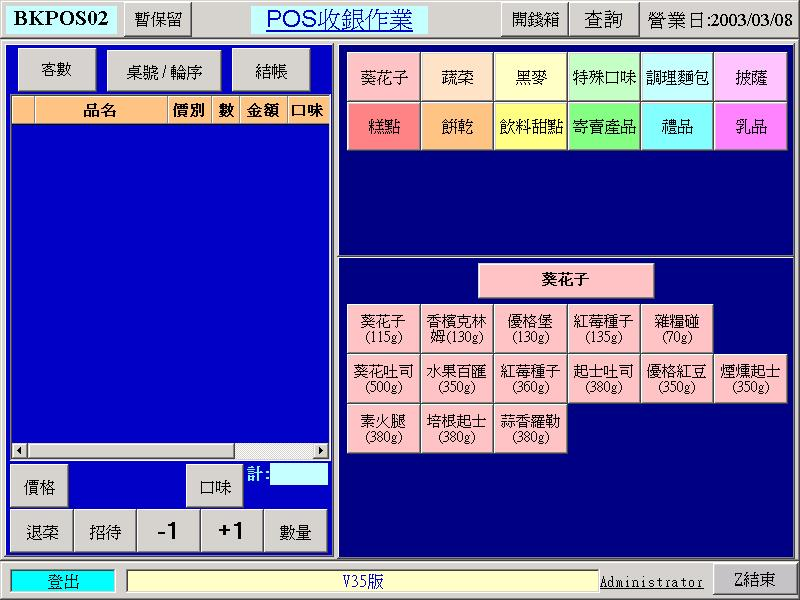 BKPOS02 暫保留 POS收銀作業 開錢箱 查詢 營業日:2003/03/08
客數 桌號/輪序 結帳
品名 價別 數 金額 口味
葵花子 蔬菜 黑麥 特殊口味 調理麵包 披薩
糕點 餅乾 飲料甜點 寄賣產品 禮品 乳品
葵花子
葵花子 香檳克林 優格堡 紅莓種子 雜糧碰
(115g) 姆(130g) (130g) (135g) (70g)
葵花吐司 水果百匯 紅莓種子 起士吐司 優格紅豆 煙燻起士
(500g) (350g) (360g) (380g) (350g) (350g)
素火腿 培根起士 蒜香羅勒
(380g) (380g) (380g)
價格 口味 計:
退菜 招待 -1 +1 數量
登出 V35版 Administrator Z結束